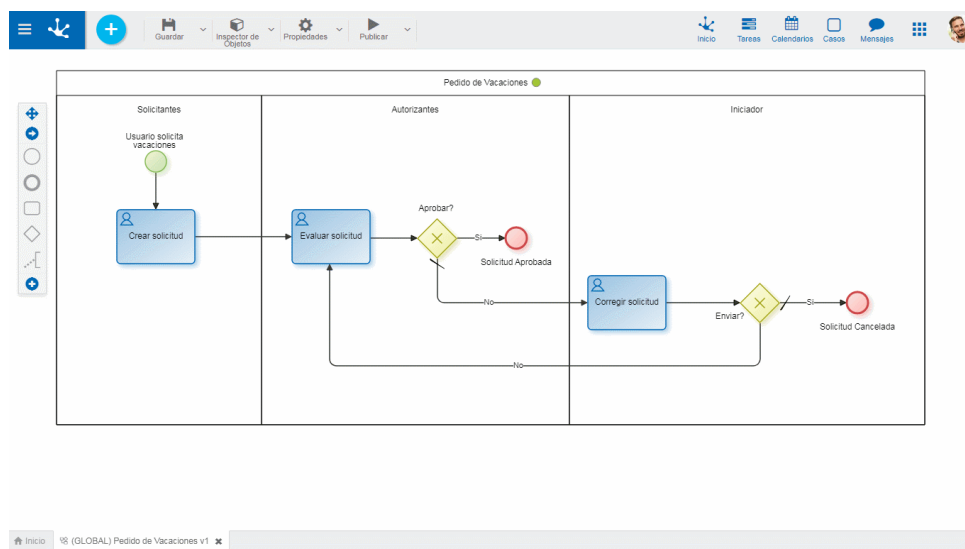 Guardar
Inspector de
Objetos
Propiedades
Publicar
Inicio
Tareas
Calendarios
Casos
Mensajes
Pedido de Vacaciones
Solicitantes
Autorizantes
Iniciador
Usuario solicita
vacaciones
Crear solicitud
Evaluar solicitud
Aprobar?
Si
Solicitud Aprobada
No
Corregir solicitud
Enviar?
Si
Solicitud Cancelada
No
Inicio
(GLOBAL) Pedido de Vacaciones v1